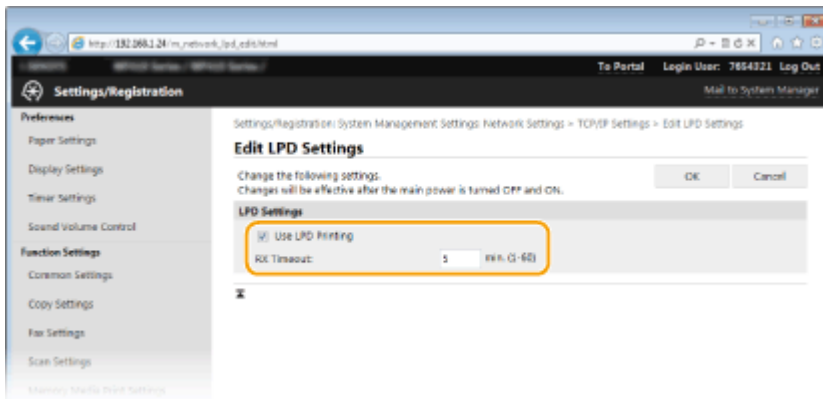 http://192.168.1.24/m_network_lpd_edit.html
To Portal Login User: 7654321 Log Out
Settings/Registration
Mail to System Manager
Preferences
Paper Settings
Display Settings
Timer Settings
Sound Volume Control
Function Settings
Common Settings
Copy Settings
Fax Settings
Scan Settings
Memory Media Print Settings
Settings/Registration: System Management Settings: Network Settings > TCP/IP Settings > Edit LPD Settings
Edit LPD Settings
Change the following settings.
Changes will be effective after the main power is turned OFF and ON.
OK Cancel
LPD Settings
Use LPD Printing
RX Timeout: 5 min. (1-60)